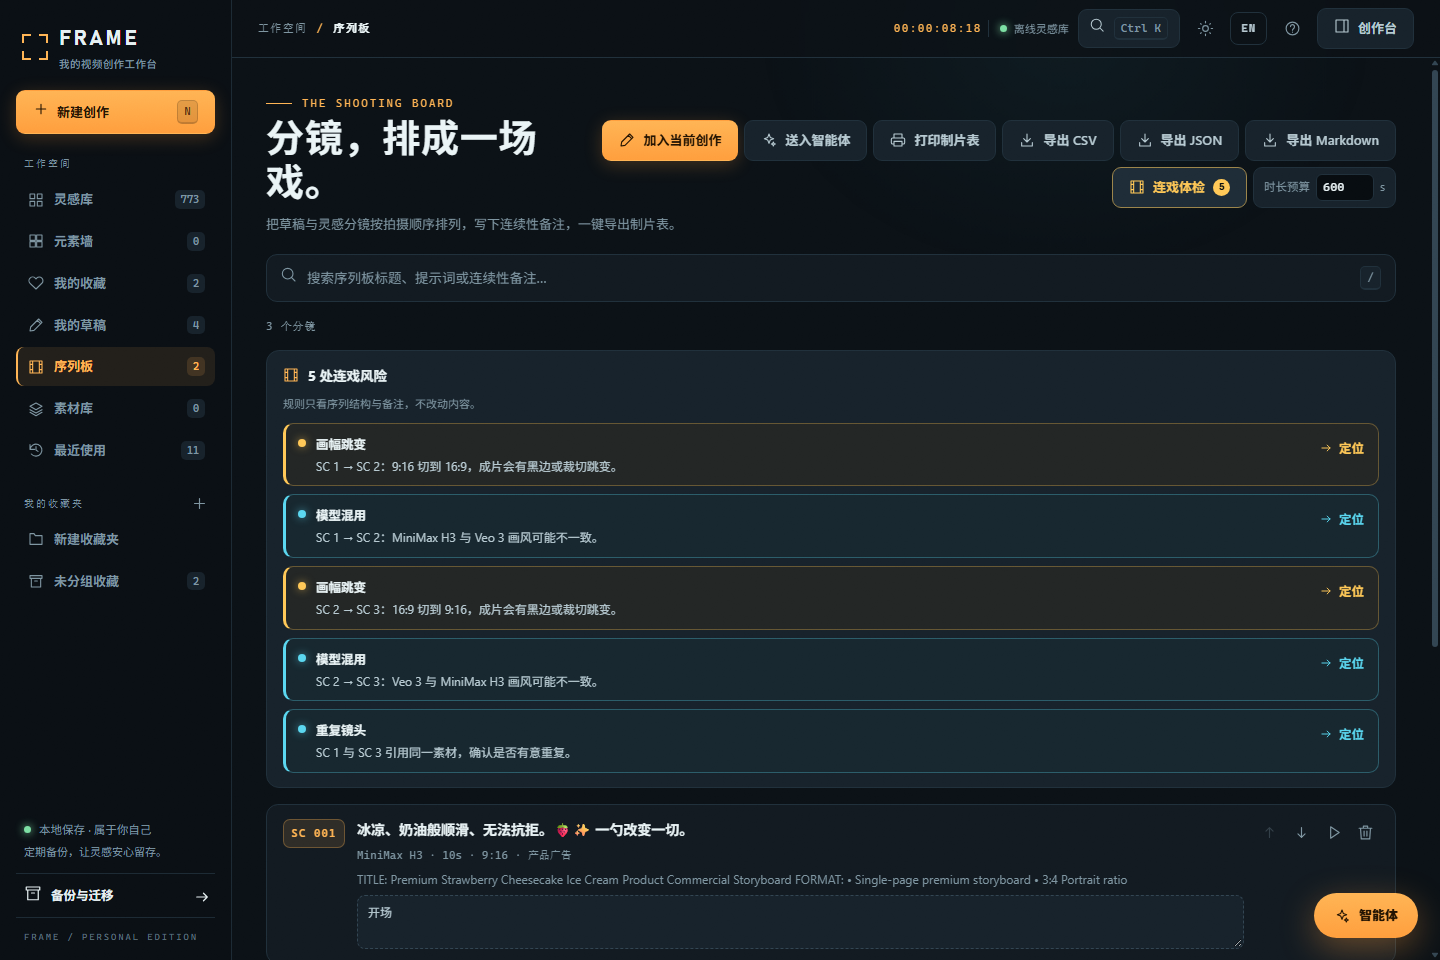 FRAME
我的视频创作工作台
新建创作 N
工作空间
灵感库 773
元素墙 0
我的收藏 2
我的草稿 4
序列板 2
素材库 0
最近使用 11
我的收藏夹
新建收藏夹
未分组收藏 2
本地保存 · 属于你自己
定期备份，让灵感安心留存。
备份与迁移
FRAME / PERSONAL EDITION
工作空间 / 序列板
00:00:08:18
离线灵感库
Ctrl K
EN
创作台
THE SHOOTING BOARD
分镜，排成一场
戏。
把草稿与灵感分镜按拍摄顺序排列，写下连续性备注，一键导出制片表。
加入当前创作
送入智能体
打印制片表
导出 CSV
导出 JSON
导出 Markdown
连戏体检 5
时长预算 600 s
搜索序列板标题、提示词或连续性备注... /
3 个分镜
5 处连戏风险
规则只看序列结构与备注，不改动内容。
画幅跳变
SC 1 → SC 2：9:16 切到 16:9，成片会有黑边或裁切跳变。
→ 定位
模型混用
SC 1 → SC 2：MiniMax H3 与 Veo 3 画风可能不一致。
→ 定位
画幅跳变
SC 2 → SC 3：16:9 切到 9:16，成片会有黑边或裁切跳变。
→ 定位
模型混用
SC 2 → SC 3：Veo 3 与 MiniMax H3 画风可能不一致。
→ 定位
重复镜头
SC 1 与 SC 3 引用同一素材，确认是否有意重复。
→ 定位
SC 001
冰凉、奶油般顺滑、无法抗拒。🍓✨ 一勺改变一切。
MiniMax H3 · 10s · 9:16 · 产品广告
TITLE: Premium Strawberry Cheesecake Ice Cream Product Commercial Storyboard FORMAT: • Single-page premium storyboard • 3:4 Portrait ratio
开场
智能体